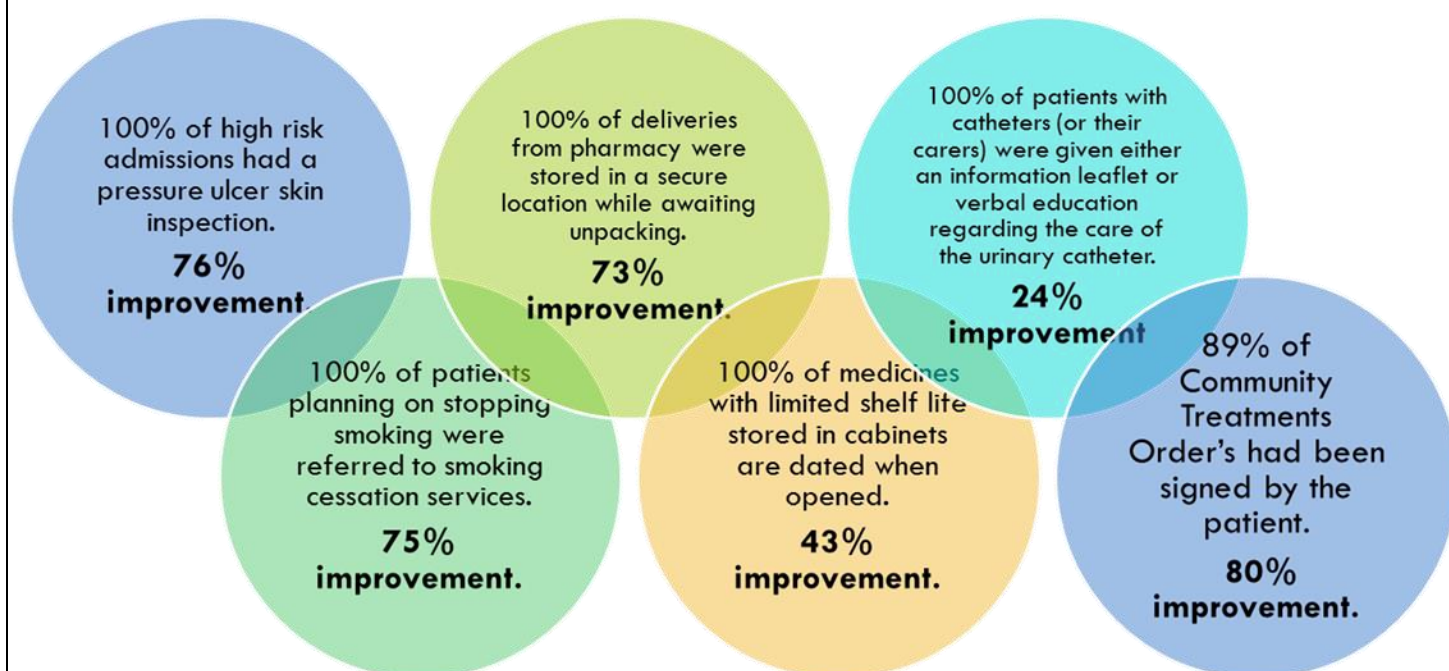 100% of high risk
admissions had a
pressure ulcer skin
inspection.
76%
improvement.
100% of patients
planning on stopping
smoking were
referred to smoking
cessation services.
75%
improvement.
100% of deliveries
from pharmacy were
stored in a secure
location while awaiting
unpacking.
73%
improvement.
100% of medicines
with limited shelf life
stored in cabinets
are dated when
opened.
43%
improvement.
100% of patients with
catheters (or their
carers) were given either
an information leaflet or
verbal education
regarding the care of
the urinary catheter.
24%
improvement
89% of
Community
Treatments
Order's had been
signed by the
patient.
80%
improvement.